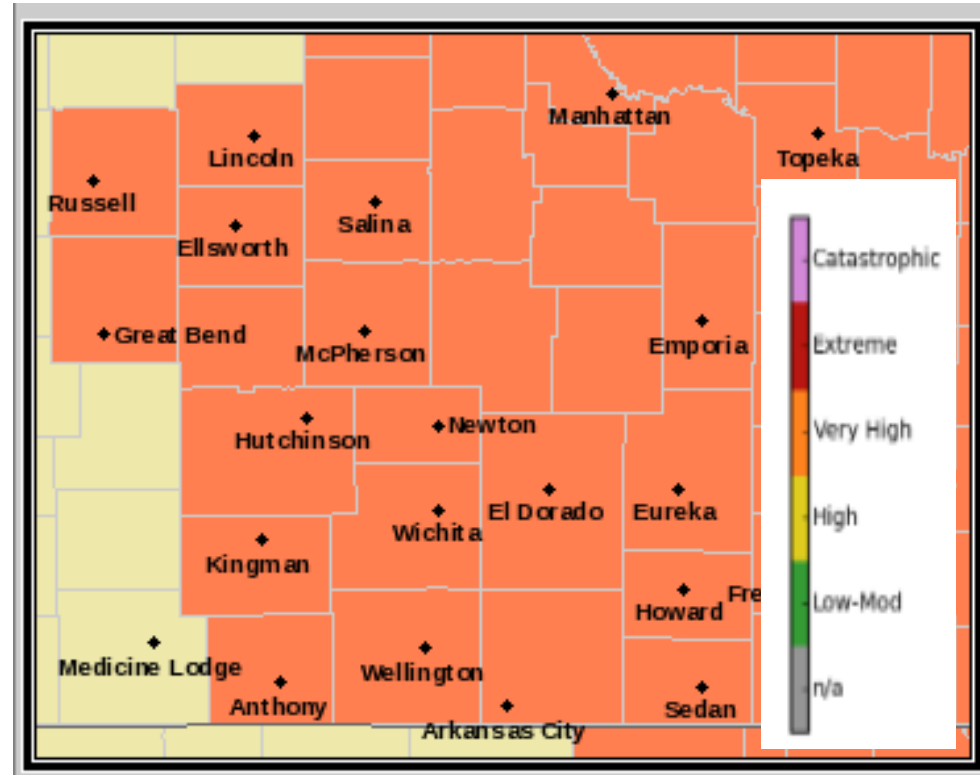 Manhattan
Topeka
Lincoln
Russell
Salina
Ellsworth
Great Bend
McPherson
Emporia
Hutchinson
Newton
El Dorado
Eureka
Wichita
Kingman
Howard
Fre
Medicine Lodge
Wellington
Anthony
Sedan
Arkansas City
Catastrophic
Extreme
Very High
High
Low-Mod
n/a